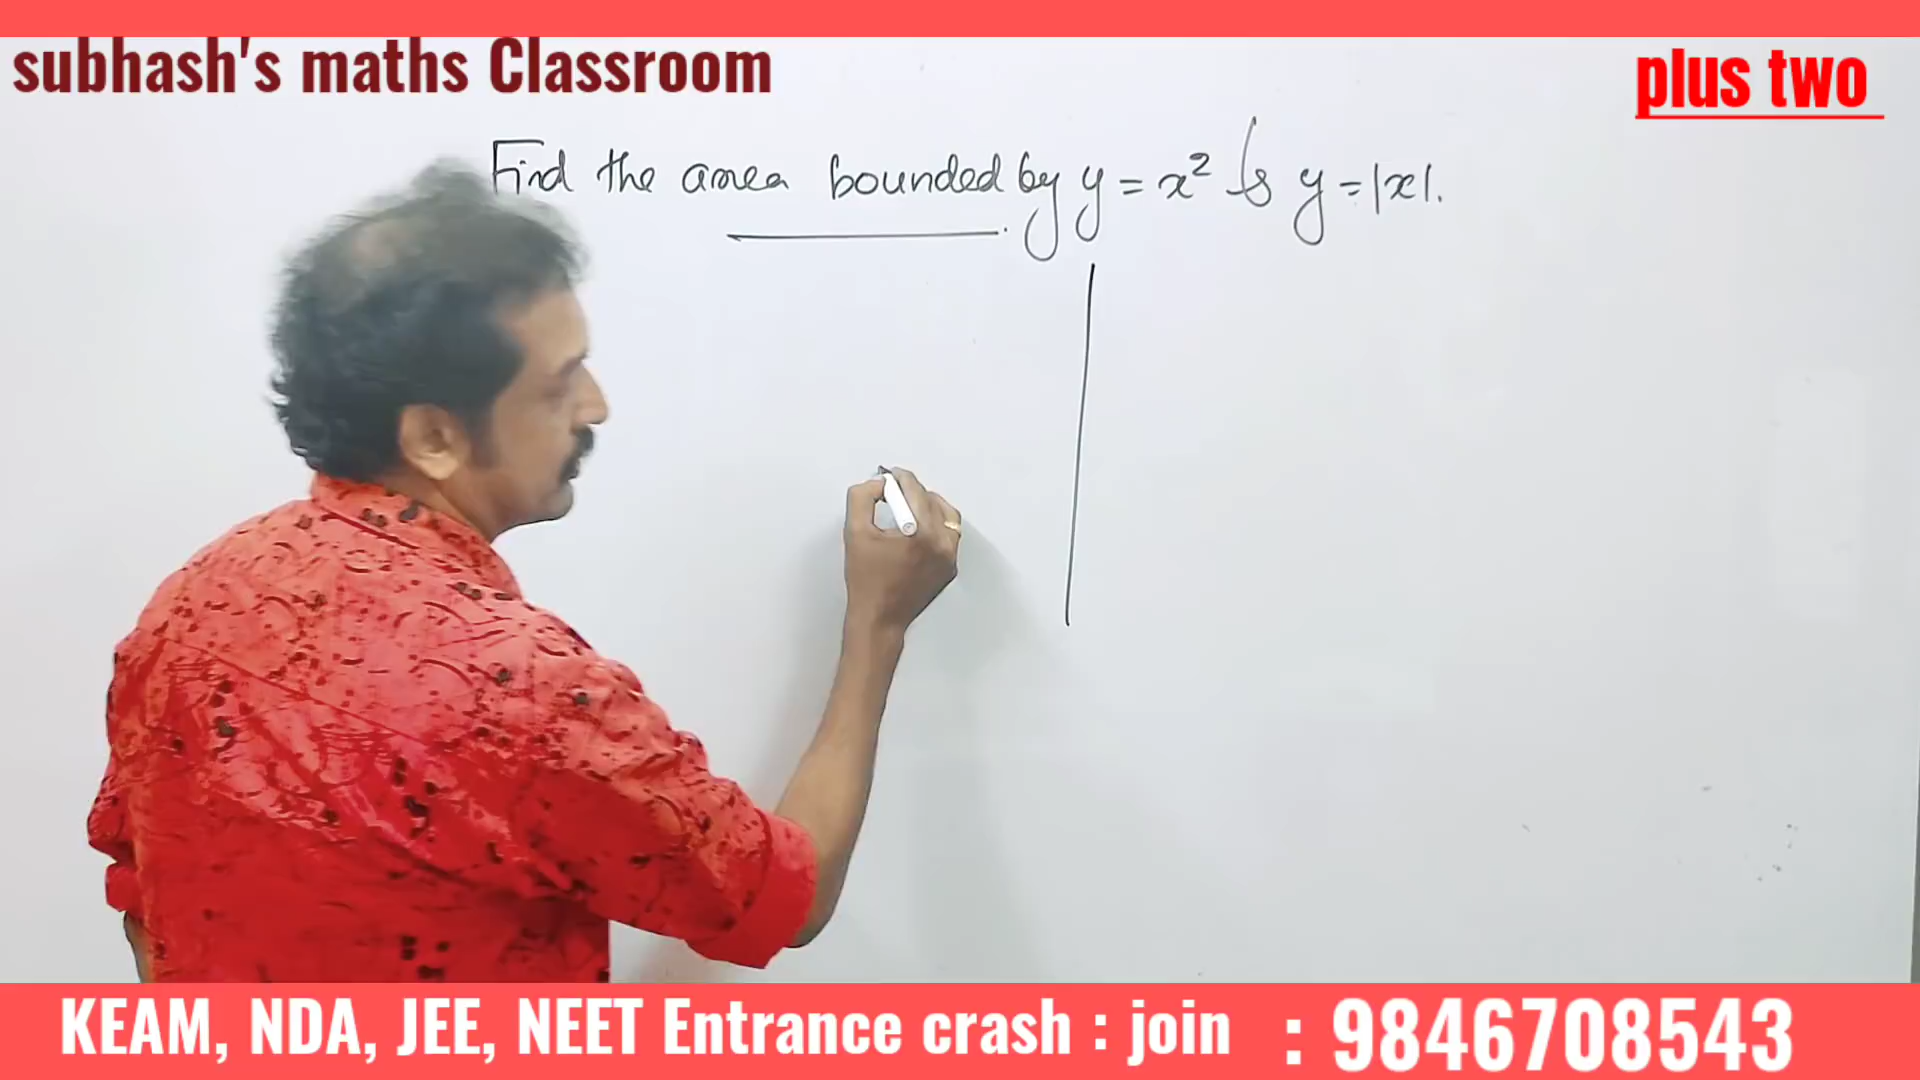 subhash's maths Classroom
plus two
Find the area bounded by y = x² & y = |x|.
KEAM, NDA, JEE, NEET Entrance crash : join : 9846708543